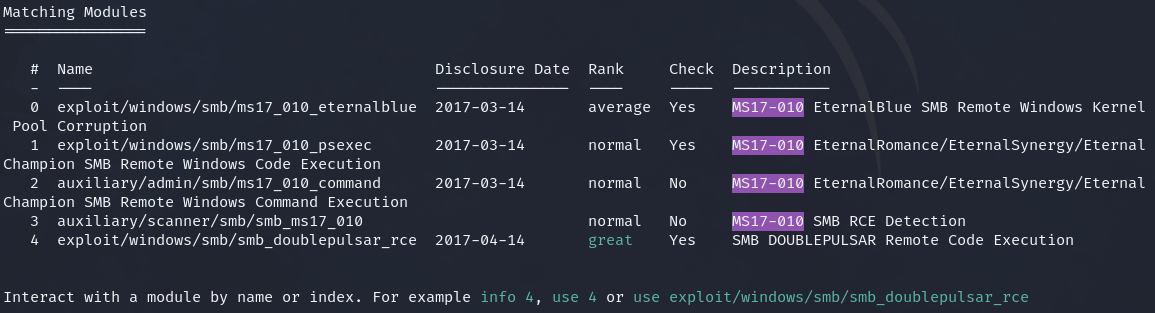 Matching Modules
================
#  Name                                      Disclosure Date  Rank     Check  Description
-  ----                                      ---------------  ----     -----  -----------
0  exploit/windows/smb/ms17_010_eternalblue  2017-03-14       average  Yes    MS17-010 EternalBlue SMB Remote Windows Kernel
Pool Corruption
1  exploit/windows/smb/ms17_010_psexec       2017-03-14       normal   Yes    MS17-010 EternalRomance/EternalSynergy/Eternal
Champion SMB Remote Windows Code Execution
2  auxiliary/admin/smb/ms17_010_command      2017-03-14       normal   No     MS17-010 EternalRomance/EternalSynergy/Eternal
Champion SMB Remote Windows Command Execution
3  auxiliary/scanner/smb/smb_ms17_010                         normal   No     MS17-010 SMB RCE Detection
4  exploit/windows/smb/smb_doublepulsar_rce  2017-04-14       great    Yes    SMB DOUBLEPULSAR Remote Code Execution
Interact with a module by name or index. For example info 4, use 4 or use exploit/windows/smb/smb_doublepulsar_rce